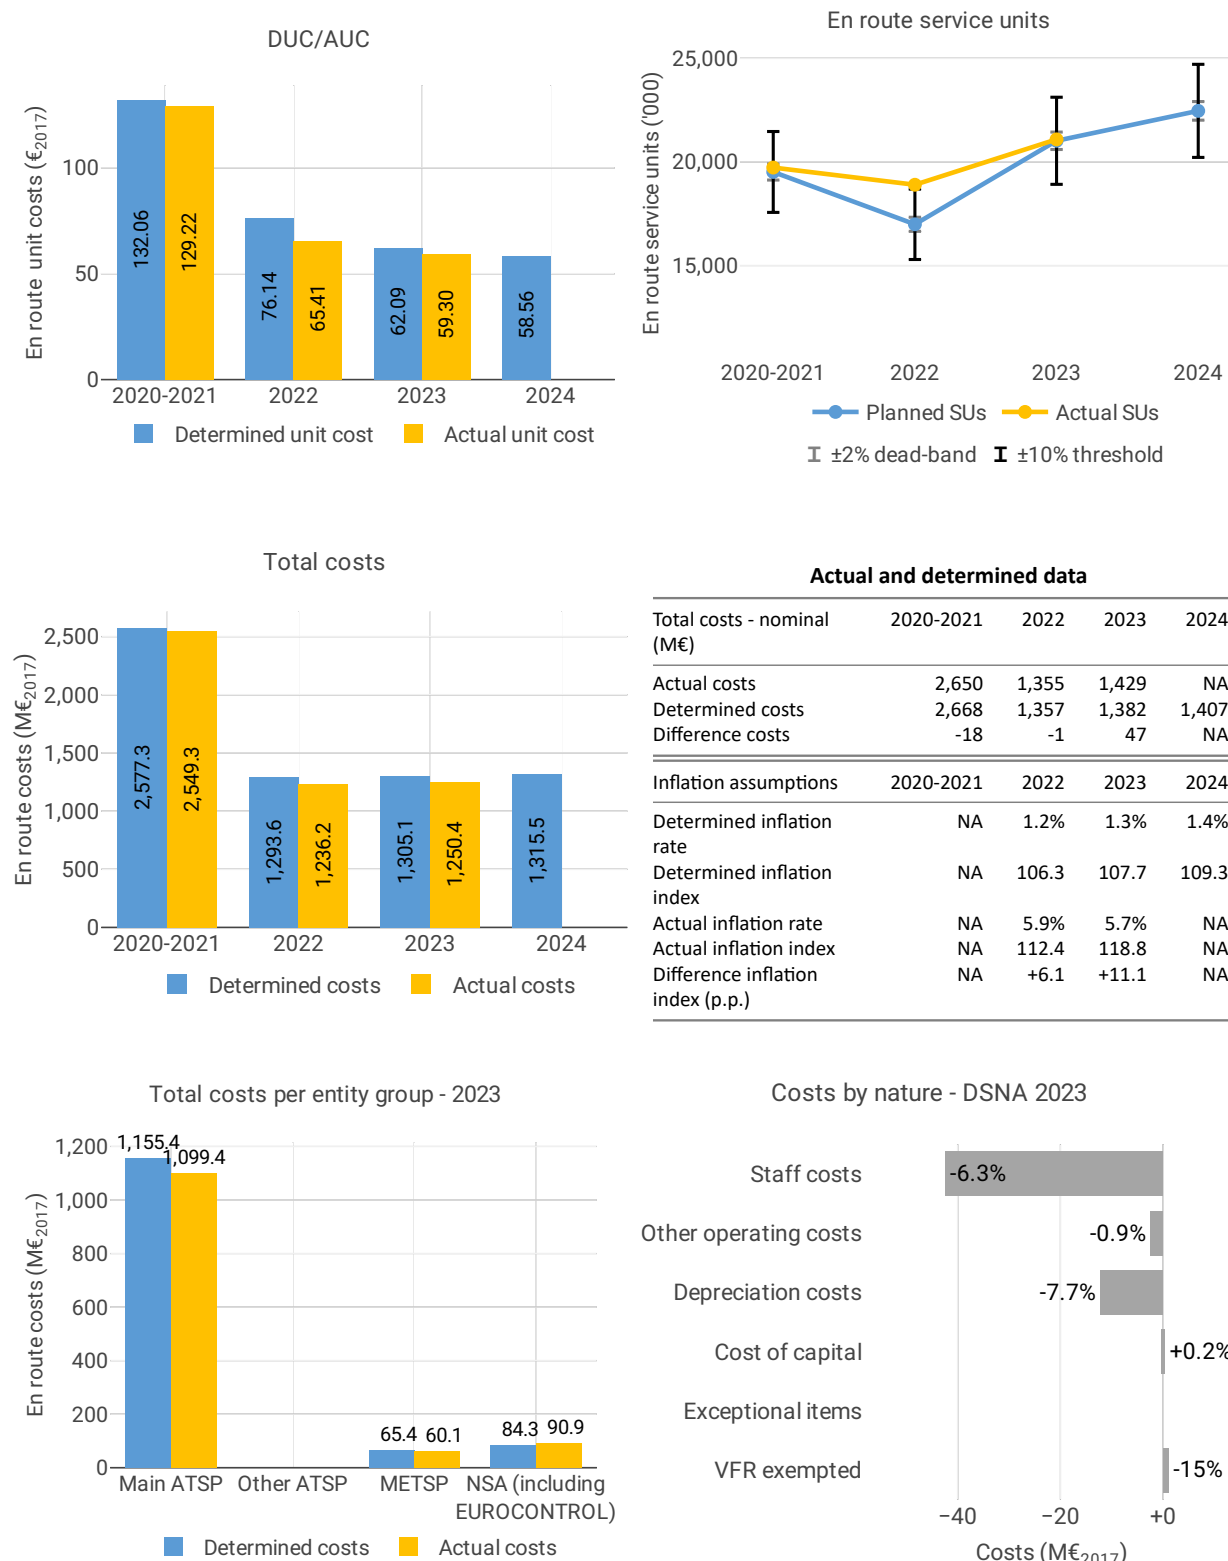 DUC/AUC
En route unit costs (€2017)
100
50
0
132.06
129.22
76.14
65.41
62.09
59.30
58.56
2020-2021 2022 2023 2024
Determined unit cost Actual unit cost
En route service units
En route service units ('000)
25,000
20,000
15,000
2020-2021 2022 2023 2024
Planned SUs Actual SUs
±2% dead-band ±10% threshold
Total costs
En route costs (M€2017)
2,500
2,000
1,500
1,000
500
0
2,577.3
2,549.3
1,293.6
1,236.2
1,305.1
1,250.4
1,315.5
2020-2021 2022 2023 2024
Determined costs Actual costs
Actual and determined data
Total costs - nominal 2020-2021 2022 2023 2024
(M€)
Actual costs 2,650 1,355 1,429 NA
Determined costs 2,668 1,357 1,382 1,407
Difference costs -18 -1 47 NA
Inflation assumptions 2020-2021 2022 2023 2024
Determined inflation NA 1.2% 1.3% 1.4%
rate
Determined inflation NA 106.3 107.7 109.3
index
Actual inflation rate NA 5.9% 5.7% NA
Actual inflation index NA 112.4 118.8 NA
Difference inflation NA +6.1 +11.1 NA
index (p.p.)
Total costs per entity group - 2023
En route costs (M€2017)
1,200
1,000
800
600
400
200
0
1,155.4
1,099.4
65.4 60.1
84.3 90.9
Main ATSP Other ATSP METSP NSA (including
EUROCONTROL)
Determined costs Actual costs
Costs by nature - DSNA 2023
Staff costs -6.3%
Other operating costs -0.9%
Depreciation costs -7.7%
Cost of capital +0.2%
Exceptional items
VFR exempted -15%
−40 −20 +0
Costs (M€2017)